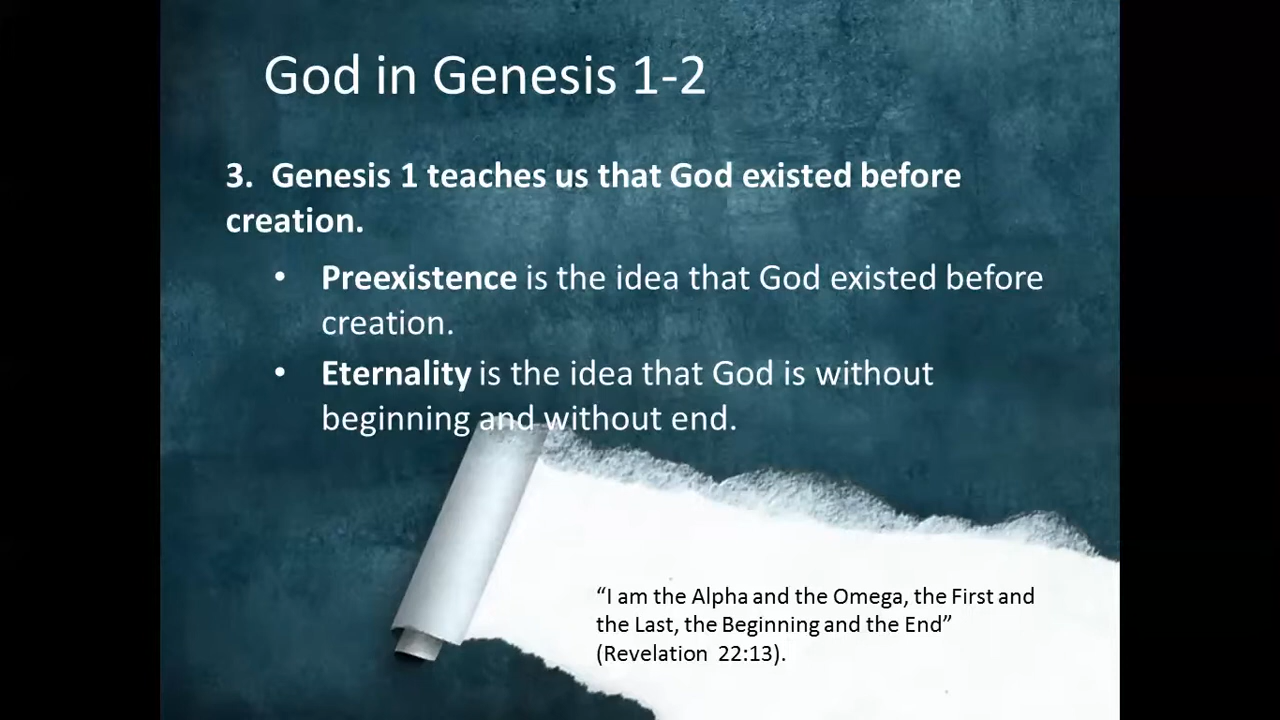 God in Genesis 1-2
3. Genesis 1 teaches us that God existed before
creation.
• Preexistence is the idea that God existed before
creation.
• Eternality is the idea that God is without
beginning and without end.
“I am the Alpha and the Omega, the First and
the Last, the Beginning and the End”
(Revelation 22:13).